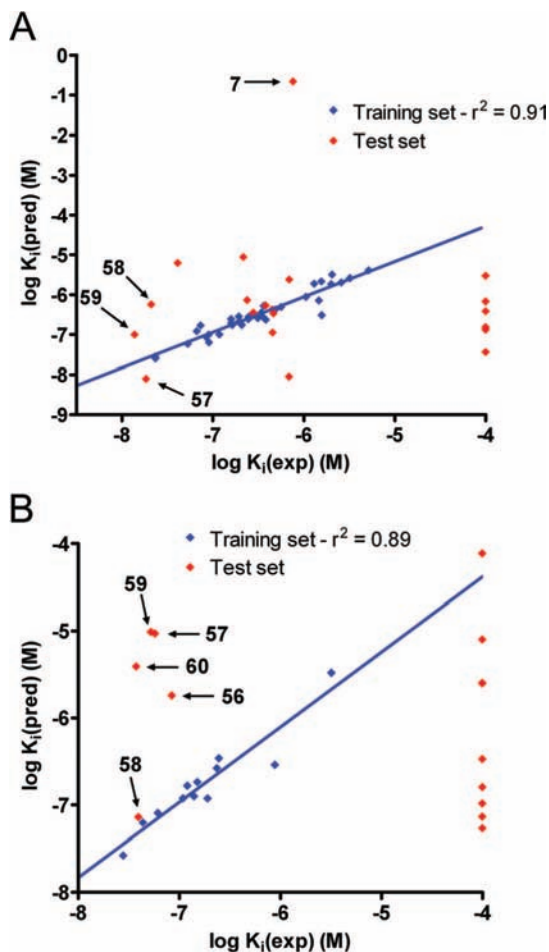 A
0
-1
-2
-3
-4
-5
-6
-7
-8
-9
log Ki(pred) (M)
7
Training set - r² = 0.91
Test set
58
59
57
-8 -7 -6 -5 -4
log Ki(exp) (M)
B
-4
-5
-6
-7
-8
log Ki(pred) (M)
Training set - r² = 0.89
Test set
59
57
60
56
58
-8 -7 -6 -5 -4
log Ki(exp) (M)